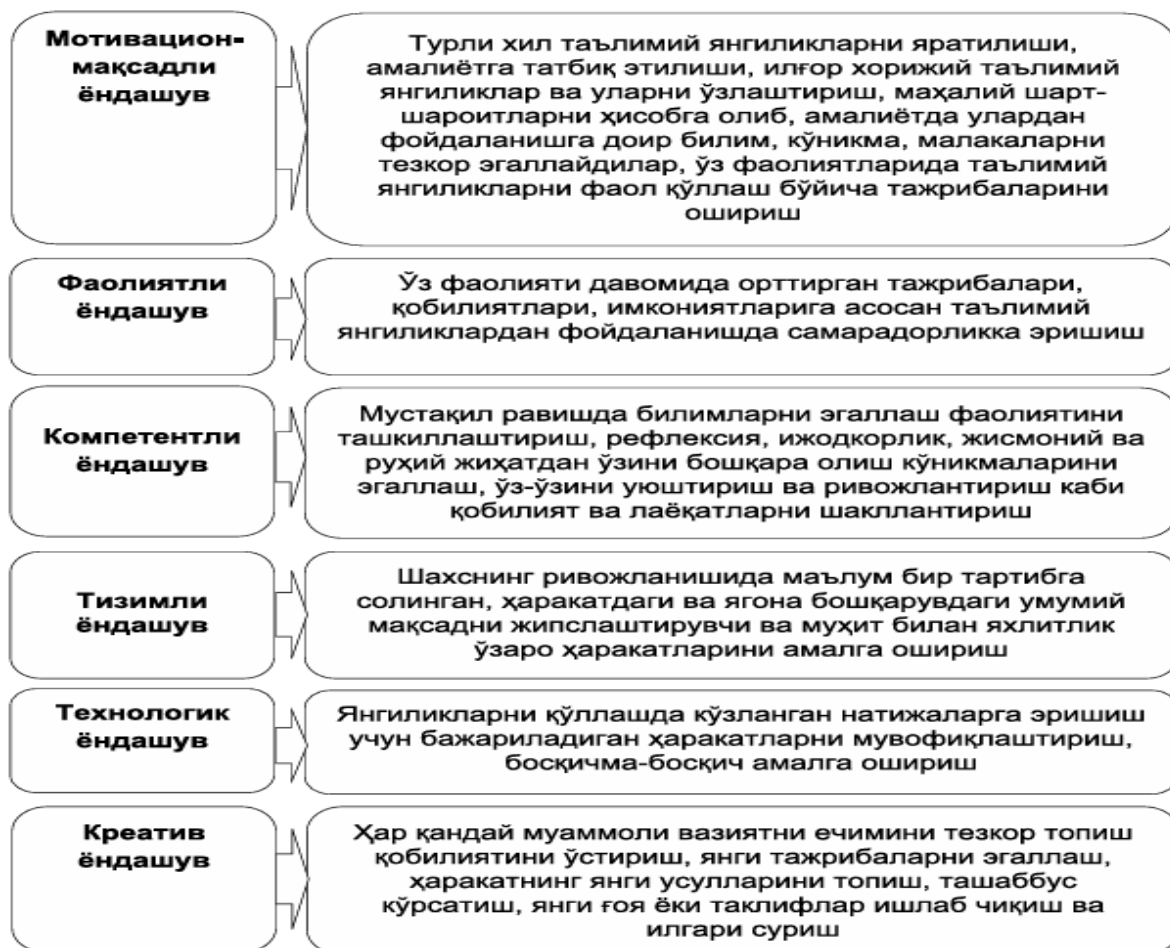 Мотивацион-
мақсадли
ёндашув
Турли хил таълимий янгиликларни яратилиши,
амалиётга татбиқ этилиши, илғор хорижий таълимий
янгиликлар ва уларни ўзлаштириш, маҳалий шарт-
шароитларни ҳисобга олиб, амалиётда улардан
фойдаланишга доир билим, кўникма, малакаларни
тезкор эгаллайдилар, ўз фаолиятларида таълимий
янгиликларни фаол қўллаш бўйича тажрибаларини
ошириш
Фаолиятли
ёндашув
Ўз фаолияти давомида орттирган тажрибалари,
қобилиятлари, имкониятларига асосан таълимий
янгиликлардан фойдаланишда самарадорликка эришиш
Компетентли
ёндашув
Мустақил равишда билимларни эгаллаш фаолиятини
ташкиллаштириш, рефлексия, ижодкорлик, жисмоний ва
руҳий жиҳатдан ўзини бошқара олиш кўникмаларини
эгаллаш, ўз-ўзини уюштириш ва ривожлантириш каби
қобилият ва лаёқатларни шакллантириш
Тизимли
ёндашув
Шахснинг ривожланишида маълум бир тартибга
солинган, ҳаракатдаги ва ягона бошқарувдаги умумий
мақсадни жипслаштирувчи ва муҳит билан яхлитлик
ўзаро ҳаракатларини амалга ошириш
Технологик
ёндашув
Янгиликларни қўллашда кўзланган натижаларга эришиш
учун бажариладиган ҳаракатларни мувофиқлаштириш,
босқичма-босқич амалга ошириш
Креатив
ёндашув
Ҳар қандай муаммоли вазиятни ечимини тезкор топиш
қобилиятини ўстириш, янги тажрибаларни эгаллаш,
ҳаракатнинг янги усулларини топиш, ташаббус
кўрсатиш, янги ғоя ёки таклифлар ишлаб чиқиш ва
илгари суриш